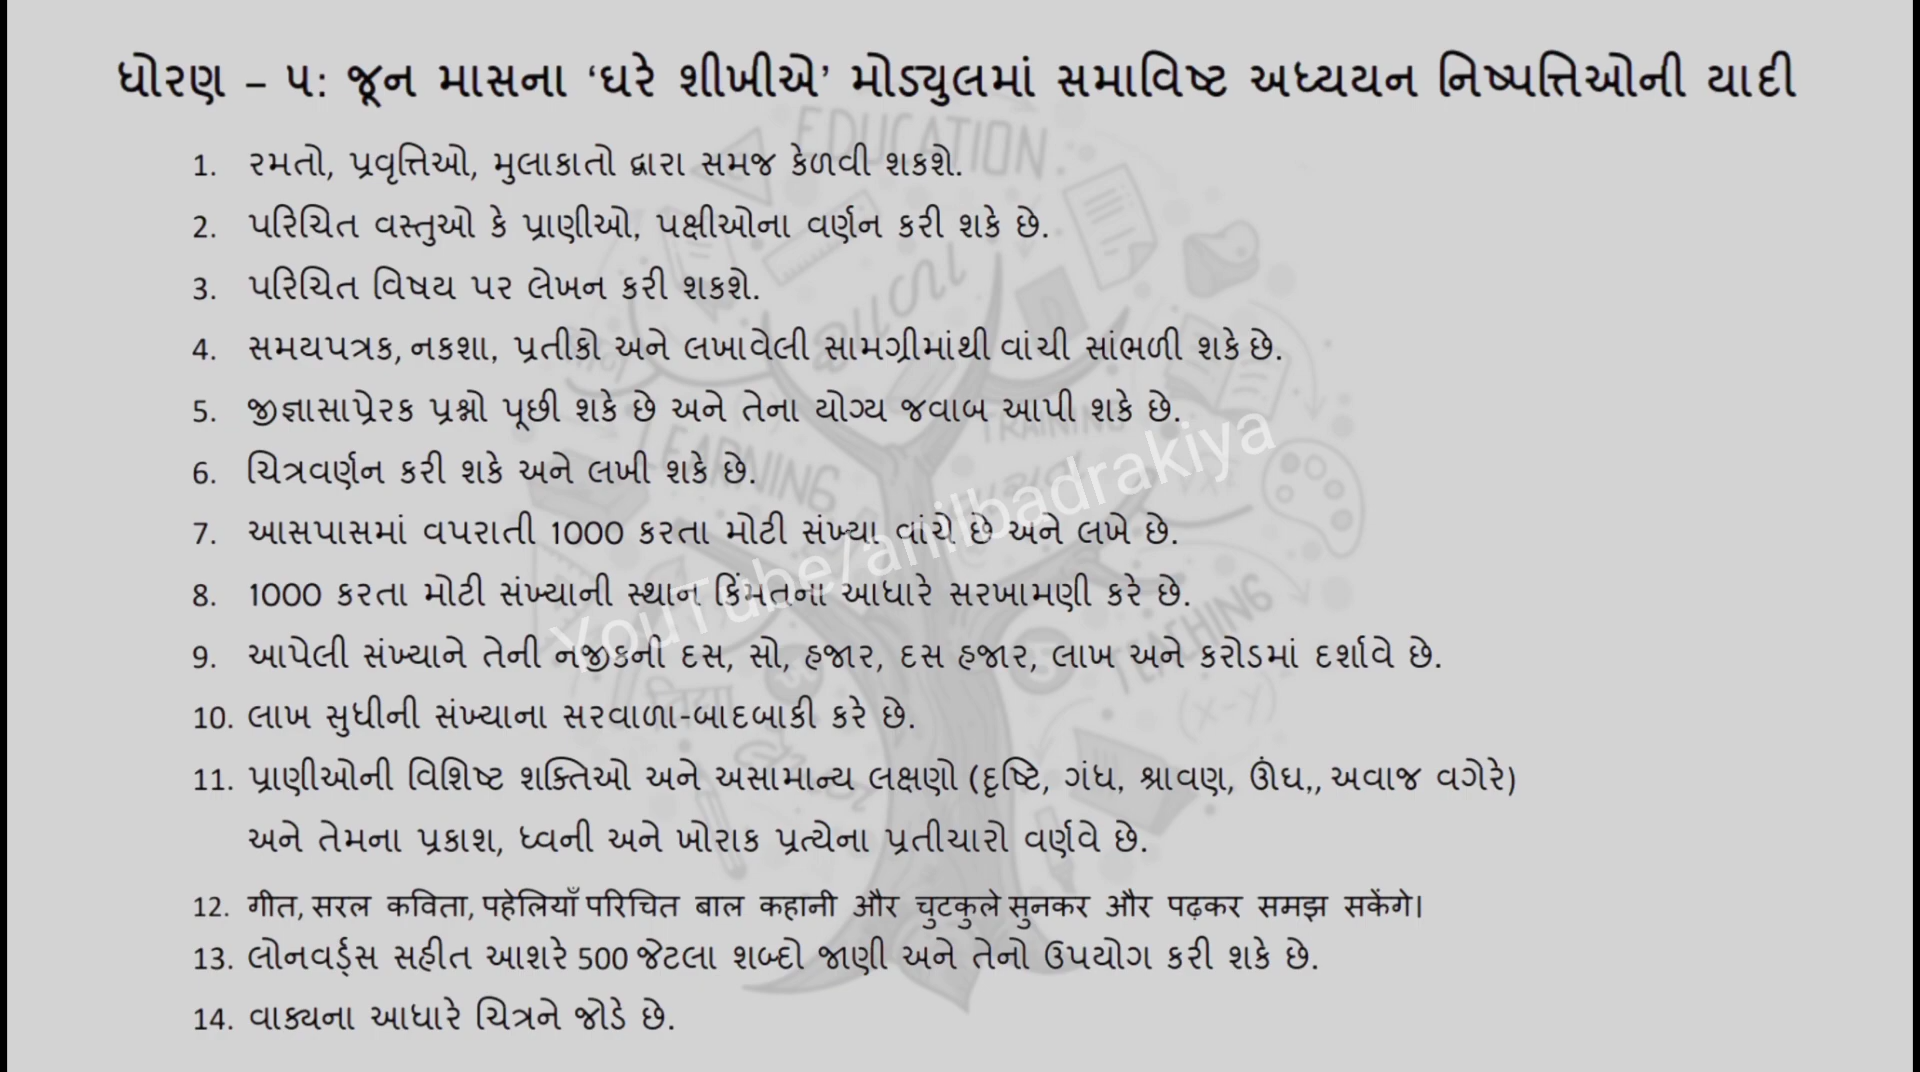 ધોરણ – ૫: જૂન માસના ‘ઘરે શીખીએ’ મોડ્યુલમાં સમાવિષ્ટ અધ્યયન નિષ્પત્તિઓની યાદી
1. રમતો, પ્રવૃત્તિઓ, મુલાકાતો દ્વારા સમજ કેળવી શકશે.
2. પરિચિત વસ્તુઓ કે પ્રાણીઓ, પક્ષીઓના વર્ણન કરી શકે છે.
3. પરિચિત વિષય પર લેખન કરી શકશે.
4. સમયપત્રક, નકશા, પ્રતીકો અને લખાવેલી સામગ્રીમાંથી વાંચી સાંભળી શકે છે.
5. જીજ્ઞાસાપ્રેરક પ્રશ્નો પૂછી શકે છે અને તેના યોગ્ય જવાબ આપી શકે છે.
6. ચિત્રવર્ણન કરી શકે અને લખી શકે છે.
7. આસપાસમાં વપરાતી 1000 કરતા મોટી સંખ્યા વાંચે છે અને લખે છે.
8. 1000 કરતા મોટી સંખ્યાની સ્થાન કિંમતના આધારે સરખામણી કરે છે.
9. આપેલી સંખ્યાને તેની નજીકની દસ, સો, હજાર, દસ હજાર, લાખ અને કરોડમાં દર્શાવે છે.
10. લાખ સુધીની સંખ્યાના સરવાળા-બાદબાકી કરે છે.
11. પ્રાણીઓની વિશિષ્ટ શક્તિઓ અને અસામાન્ય લક્ષણો (દૃષ્ટિ, ગંધ, શ્રાવણ, ઊંઘ,, અવાજ વગેરે)
અને તેમના પ્રકાશ, ધ્વની અને ખોરાક પ્રત્યેના પ્રતીચારો વર્ણવે છે.
12. गीत, सरल कविता, पहेलियाँ परिचित बाल कहानी और चुटकुले सुनकर और पढ़कर समझ सकेंगे।
13. લોનવર્ડ્સ સહીત આશરે 500 જેટલા શબ્દો જાણી અને તેનો ઉપયોગ કરી શકે છે.
14. વાક્યના આધારે ચિત્રને જોડે છે.
YouTube/anilbadrakiya
EDUCATION
LEARNING
TRAINING
TEACHING
(X-Y)